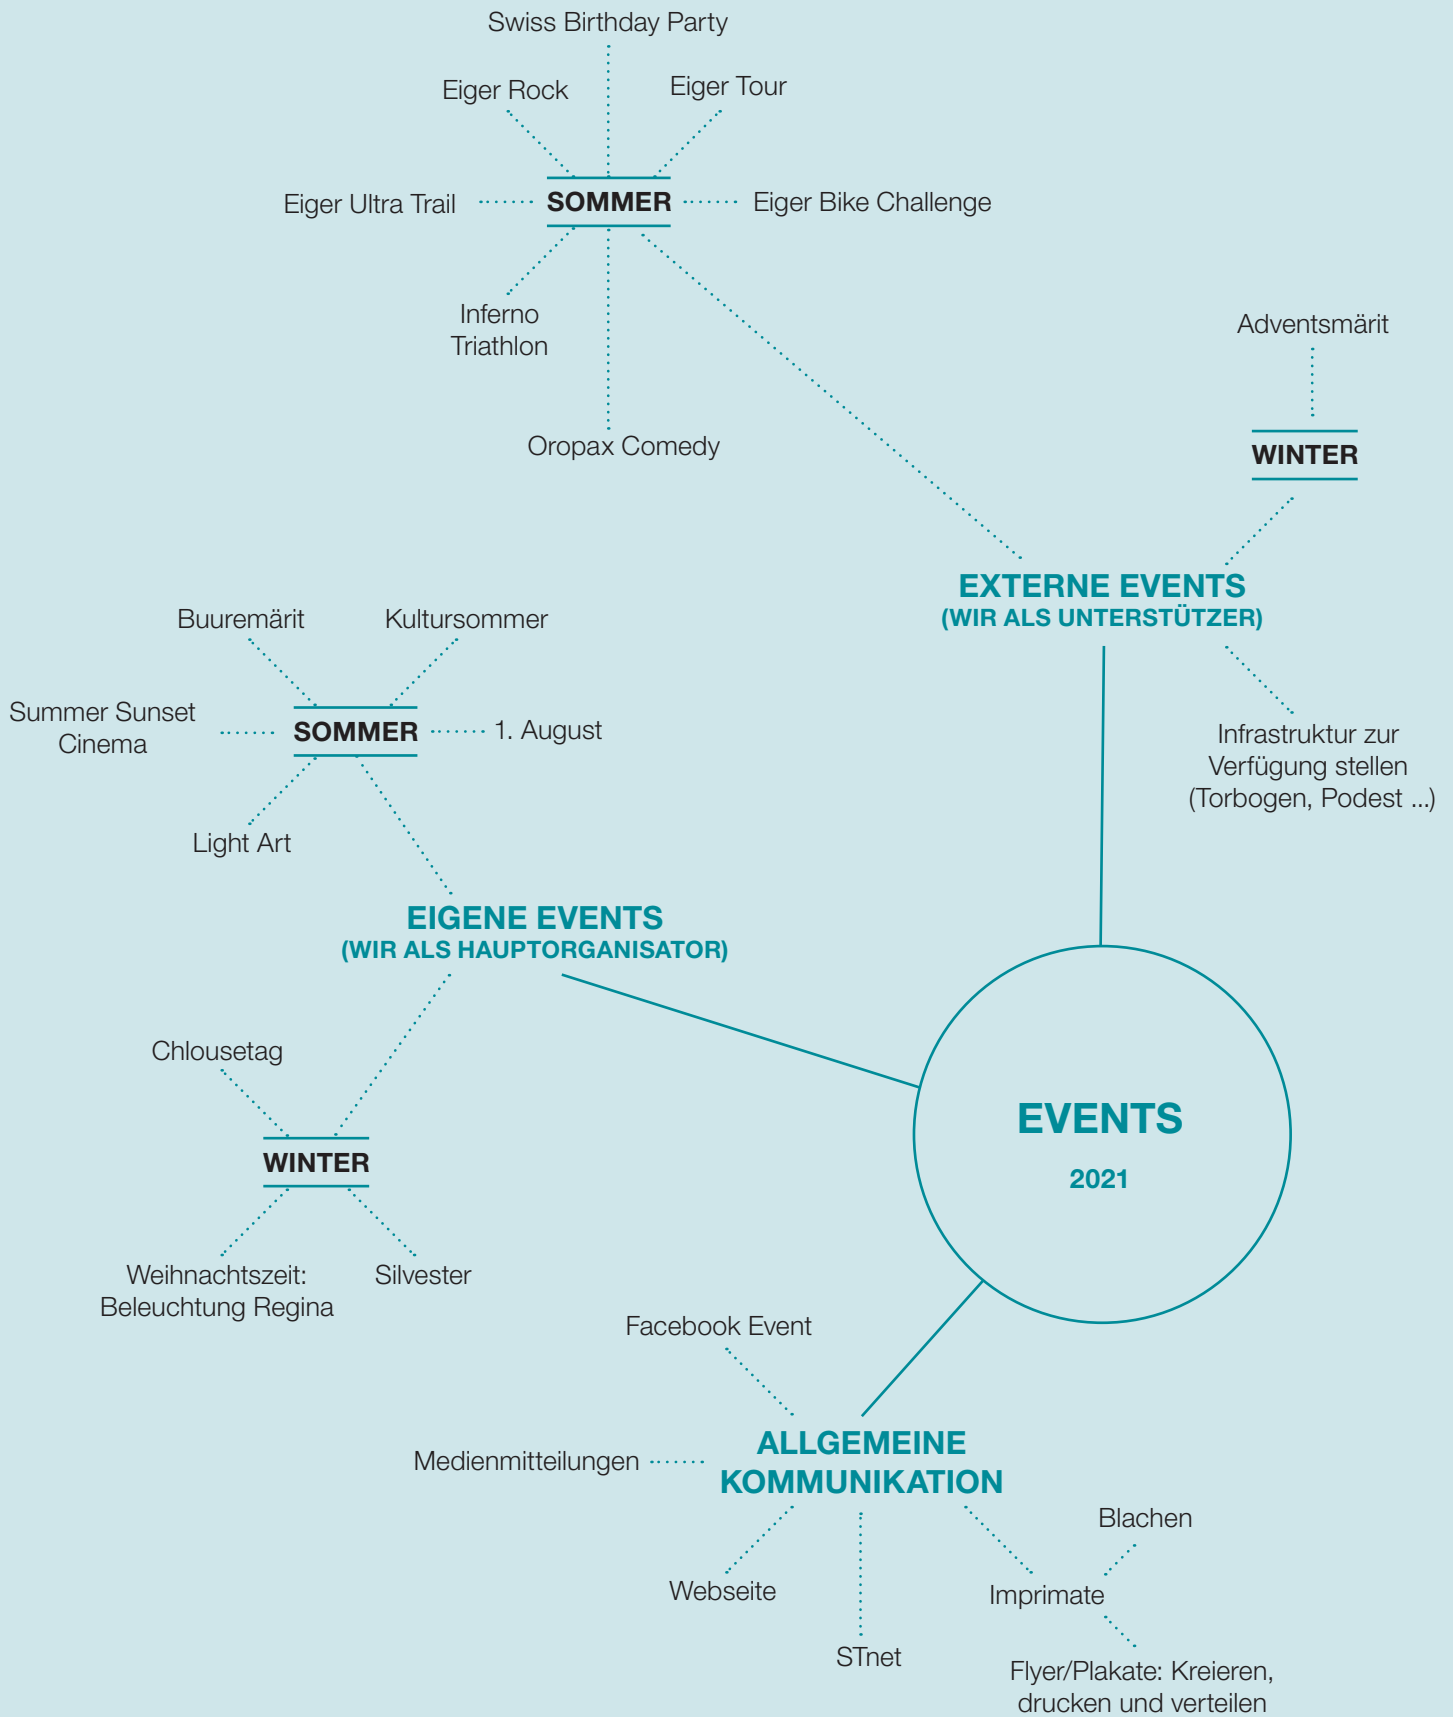 Swiss Birthday Party
Eiger Rock
Eiger Tour
Eiger Ultra Trail
SOMMER
Eiger Bike Challenge
Inferno
Triathlon
Oropax Comedy
Adventsmärit
WINTER
EXTERNE EVENTS
(WIR ALS UNTERSTÜTZER)
Infrastruktur zur
Verfügung stellen
(Torbogen, Podest ...)
Buuremärit
Kultursommer
Summer Sunset
Cinema
SOMMER
1. August
Light Art
EIGENE EVENTS
(WIR ALS HAUPTORGANISATOR)
Chlousetag
WINTER
Weihnachtszeit:
Beleuchtung Regina
Silvester
EVENTS
2021
Facebook Event
Medienmitteilungen
ALLGEMEINE
KOMMUNIKATION
Webseite
STnet
Imprimate
Blachen
Flyer/Plakate: Kreieren,
drucken und verteilen